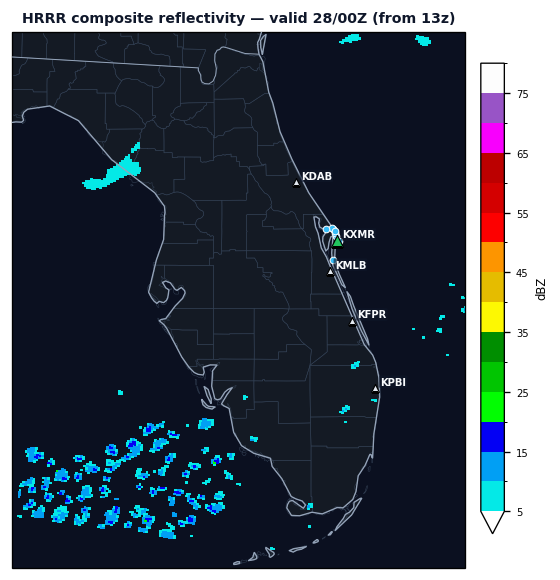 HRRR composite reflectivity — valid 28/00Z (from 13z)
KDAB
KXMR
KMLB
KFPR
KPBI
75
65
55
45
35
25
15
5
dBZ